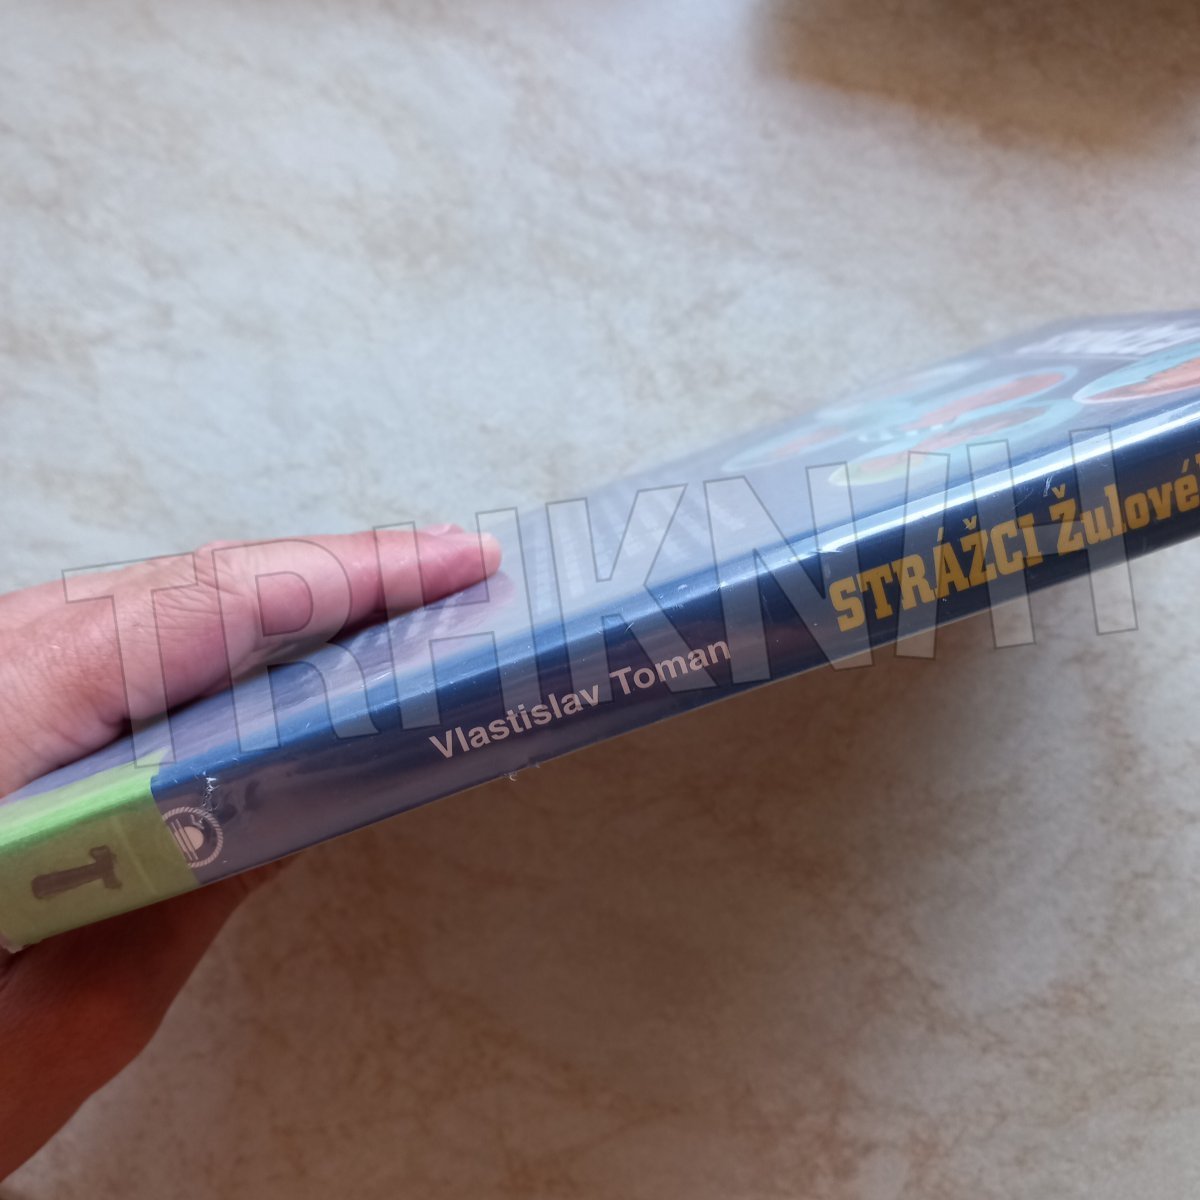 Vlastislav Toman
STRÁŽCI Žulové
T
TRHKNIH